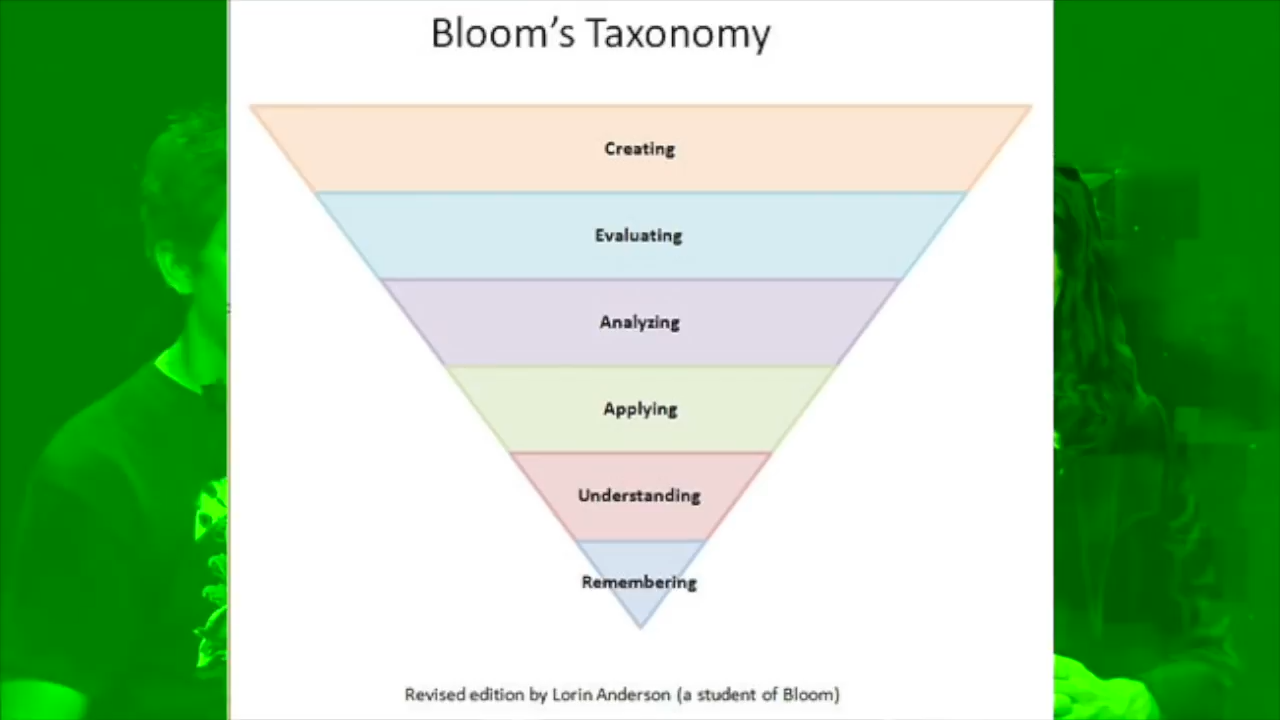 Bloom's Taxonomy
Creating
Evaluating
Analyzing
Applying
Understanding
Remembering
Revised edition by Lorin Anderson (a student of Bloom)